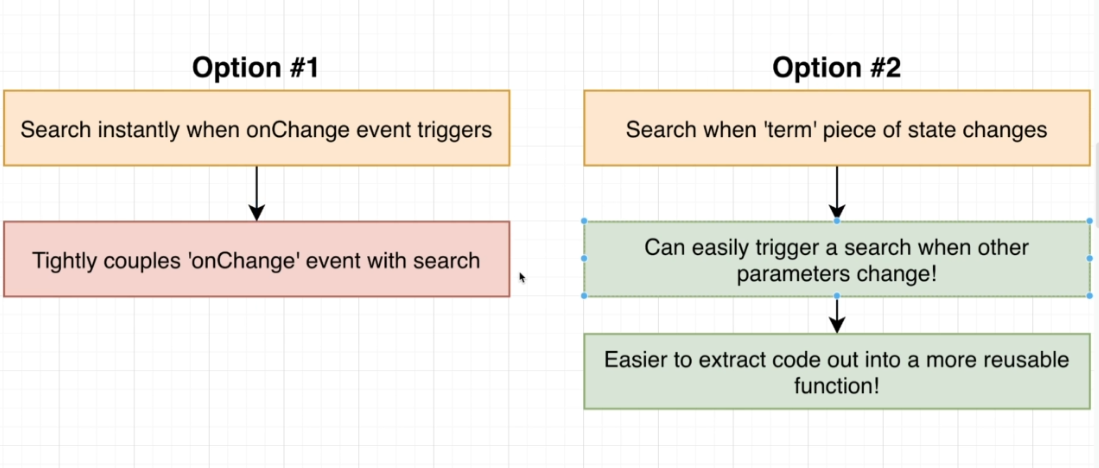 Option #1
Search instantly when onChange event triggers
Tightly couples 'onChange' event with search
Option #2
Search when 'term' piece of state changes
Can easily trigger a search when other
parameters change!
Easier to extract code out into a more reusable
function!